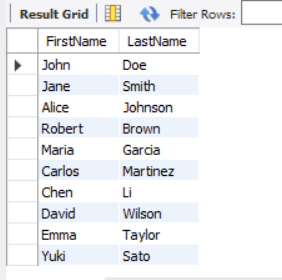 Result Grid Filter Rows:
FirstName LastName
John Doe
Jane Smith
Alice Johnson
Robert Brown
Maria Garcia
Carlos Martinez
Chen Li
David Wilson
Emma Taylor
Yuki Sato